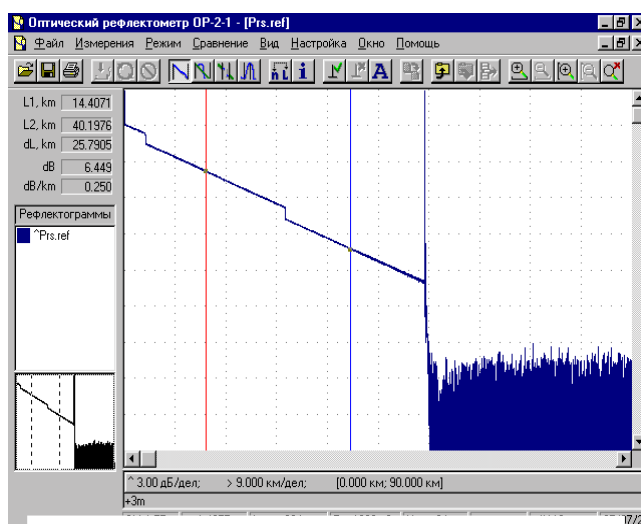 Оптический рефлектометр ОР-2-1 - [Prs.ref]
Файл Измерения Режим Сравнение Вид Настройка Окно Помощь
L1, km 14.4071
L2, km 40.1976
dL, km 25.7905
dB 6.449
dB/km 0.250
Рефлектограммы
^Prs.ref
^ 3.00 дБ/дел; > 9.000 км/дел; [0.000 км; 90.000 км]
+3m